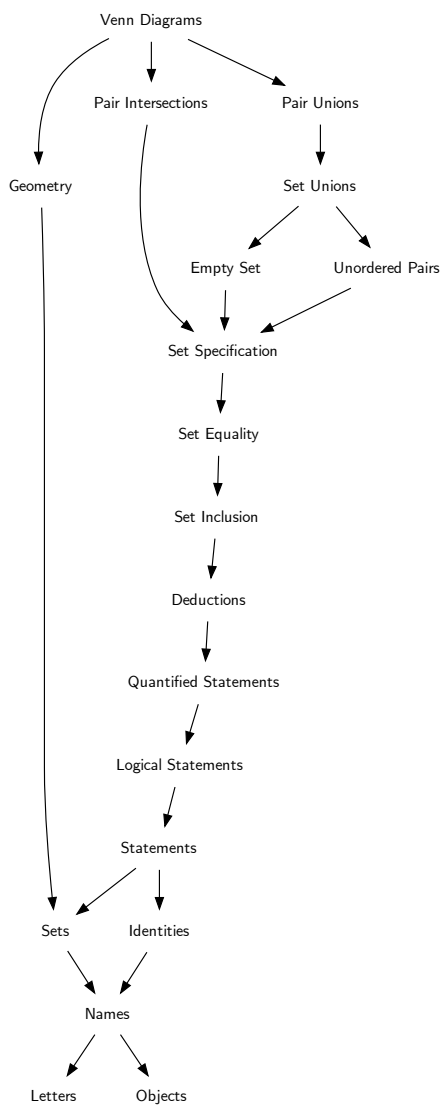 Venn Diagrams
Pair Intersections
Pair Unions
Geometry
Set Unions
Empty Set
Unordered Pairs
Set Specification
Set Equality
Set Inclusion
Deductions
Quantified Statements
Logical Statements
Statements
Sets
Identities
Names
Letters
Objects